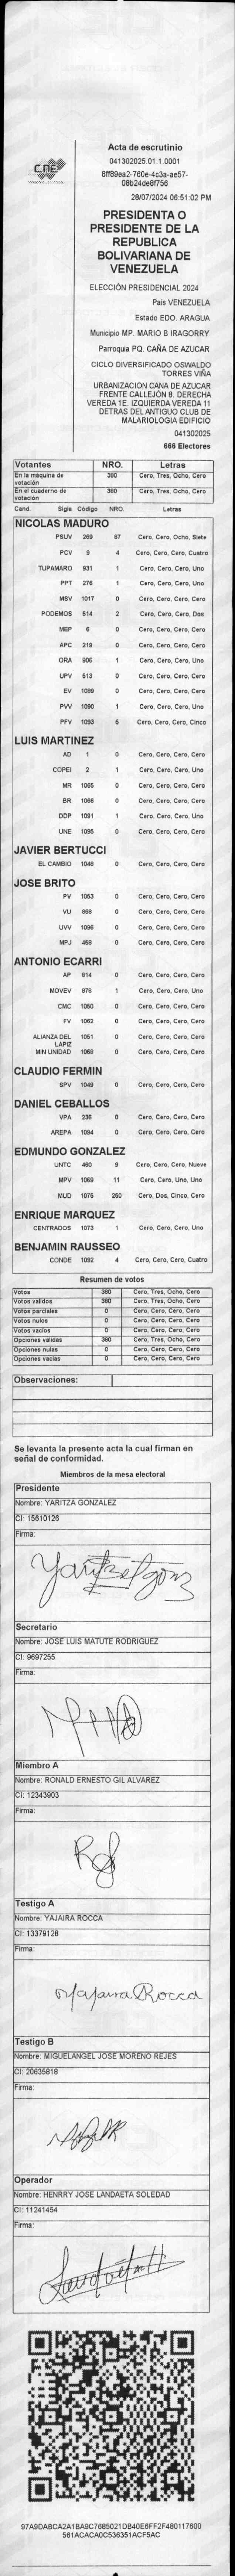 CNE
Acta de escrutinio
041302025.01.1.0001
8ff89ea2-760e-4c3a-ae57-
08b24de8f756
28/07/2024 06:51:02 PM
PRESIDENTA O
PRESIDENTE DE LA
REPUBLICA
BOLIVARIANA DE
VENEZUELA
ELECCIÓN PRESIDENCIAL 2024
Pais VENEZUELA
Estado EDO. ARAGUA
Municipio MP. MARIO B IRAGORRY
Parroquia PQ. CAÑA DE AZUCAR
CICLO DIVERSIFICADO OSWALDO
TORRES VIÑA
URBANIZACION CANA DE AZUCAR
FRENTE CALLEJÓN 8. DERECHA
VEREDA 1E. IZQUIERDA VEREDA 11
DETRAS DEL ANTIGUO CLUB DE
MALARIOLOGIA EDIFICIO
041302025
666 Electores
Votantes NRO. Letras
En la máquina de votación 380 Cero, Tres, Ocho, Cero
En el cuaderno de votación 380 Cero, Tres, Ocho, Cero
Cand. Sigla Código NRO. Letras
NICOLAS MADURO
PSUV 269 87 Cero, Cero, Ocho, Siete
PCV 9 4 Cero, Cero, Cero, Cuatro
TUPAMARO 931 1 Cero, Cero, Cero, Uno
PPT 276 1 Cero, Cero, Cero, Uno
MSV 1017 0 Cero, Cero, Cero, Cero
PODEMOS 514 2 Cero, Cero, Cero, Dos
MEP 6 0 Cero, Cero, Cero, Cero
APC 219 0 Cero, Cero, Cero, Cero
ORA 906 1 Cero, Cero, Cero, Uno
UPV 513 0 Cero, Cero, Cero, Cero
EV 1089 0 Cero, Cero, Cero, Cero
PVV 1090 1 Cero, Cero, Cero, Uno
PFV 1093 5 Cero, Cero, Cero, Cinco
LUIS MARTINEZ
AD 1 0 Cero, Cero, Cero, Cero
COPEI 2 1 Cero, Cero, Cero, Uno
MR 1065 0 Cero, Cero, Cero, Cero
BR 1066 0 Cero, Cero, Cero, Cero
DDP 1091 1 Cero, Cero, Cero, Uno
UNE 1095 0 Cero, Cero, Cero, Cero
JAVIER BERTUCCI
EL CAMBIO 1048 0 Cero, Cero, Cero, Cero
JOSE BRITO
PV 1053 0 Cero, Cero, Cero, Cero
VU 868 0 Cero, Cero, Cero, Cero
UVV 1096 0 Cero, Cero, Cero, Cero
MPJ 458 0 Cero, Cero, Cero, Cero
ANTONIO ECARRI
AP 914 0 Cero, Cero, Cero, Cero
MOVEV 878 1 Cero, Cero, Cero, Uno
CMC 1050 0 Cero, Cero, Cero, Cero
FV 1062 0 Cero, Cero, Cero, Cero
ALIANZA DEL LAPIZ 1051 0 Cero, Cero, Cero, Cero
MIN UNIDAD 1068 0 Cero, Cero, Cero, Cero
CLAUDIO FERMIN
SPV 1049 0 Cero, Cero, Cero, Cero
DANIEL CEBALLOS
VPA 236 0 Cero, Cero, Cero, Cero
AREPA 1094 0 Cero, Cero, Cero, Cero
EDMUNDO GONZALEZ
UNTC 460 9 Cero, Cero, Cero, Nueve
MPV 1069 11 Cero, Cero, Uno, Uno
MUD 1075 250 Cero, Dos, Cinco, Cero
ENRIQUE MARQUEZ
CENTRADOS 1073 1 Cero, Cero, Cero, Uno
BENJAMIN RAUSSEO
CONDE 1092 4 Cero, Cero, Cero, Cuatro
Resumen de votos
Votos 380 Cero, Tres, Ocho, Cero
Votos validos 380 Cero, Tres, Ocho, Cero
Votos parciales 0 Cero, Cero, Cero, Cero
Votos nulos 0 Cero, Cero, Cero, Cero
Votos vacios 0 Cero, Cero, Cero, Cero
Opciones validas 380 Cero, Tres, Ocho, Cero
Opciones nulas 0 Cero, Cero, Cero, Cero
Opciones vacias 0 Cero, Cero, Cero, Cero
Observaciones:
Se levanta la presente acta la cual firman en
señal de conformidad.
Miembros de la mesa electoral
Presidente
Nombre: YARITZA GONZALEZ
CI: 15610126
Firma:
Secretario
Nombre: JOSE LUIS MATUTE RODRIGUEZ
CI: 9697255
Firma:
Miembro A
Nombre: RONALD ERNESTO GIL ALVAREZ
CI: 12343903
Firma:
Testigo A
Nombre: YAJAIRA ROCCA
CI: 13379128
Firma:
Yajaira Rocca
Testigo B
Nombre: MIGUELANGEL JOSE MORENO REJES
CI: 20635818
Firma:
Operador
Nombre: HENRRY JOSE LANDAETA SOLEDAD
CI: 11241454
Firma:
97A9DABCA2A1BA9C7685021DB40E6FF2F480117600
561ACACA0C536351ACF5AC